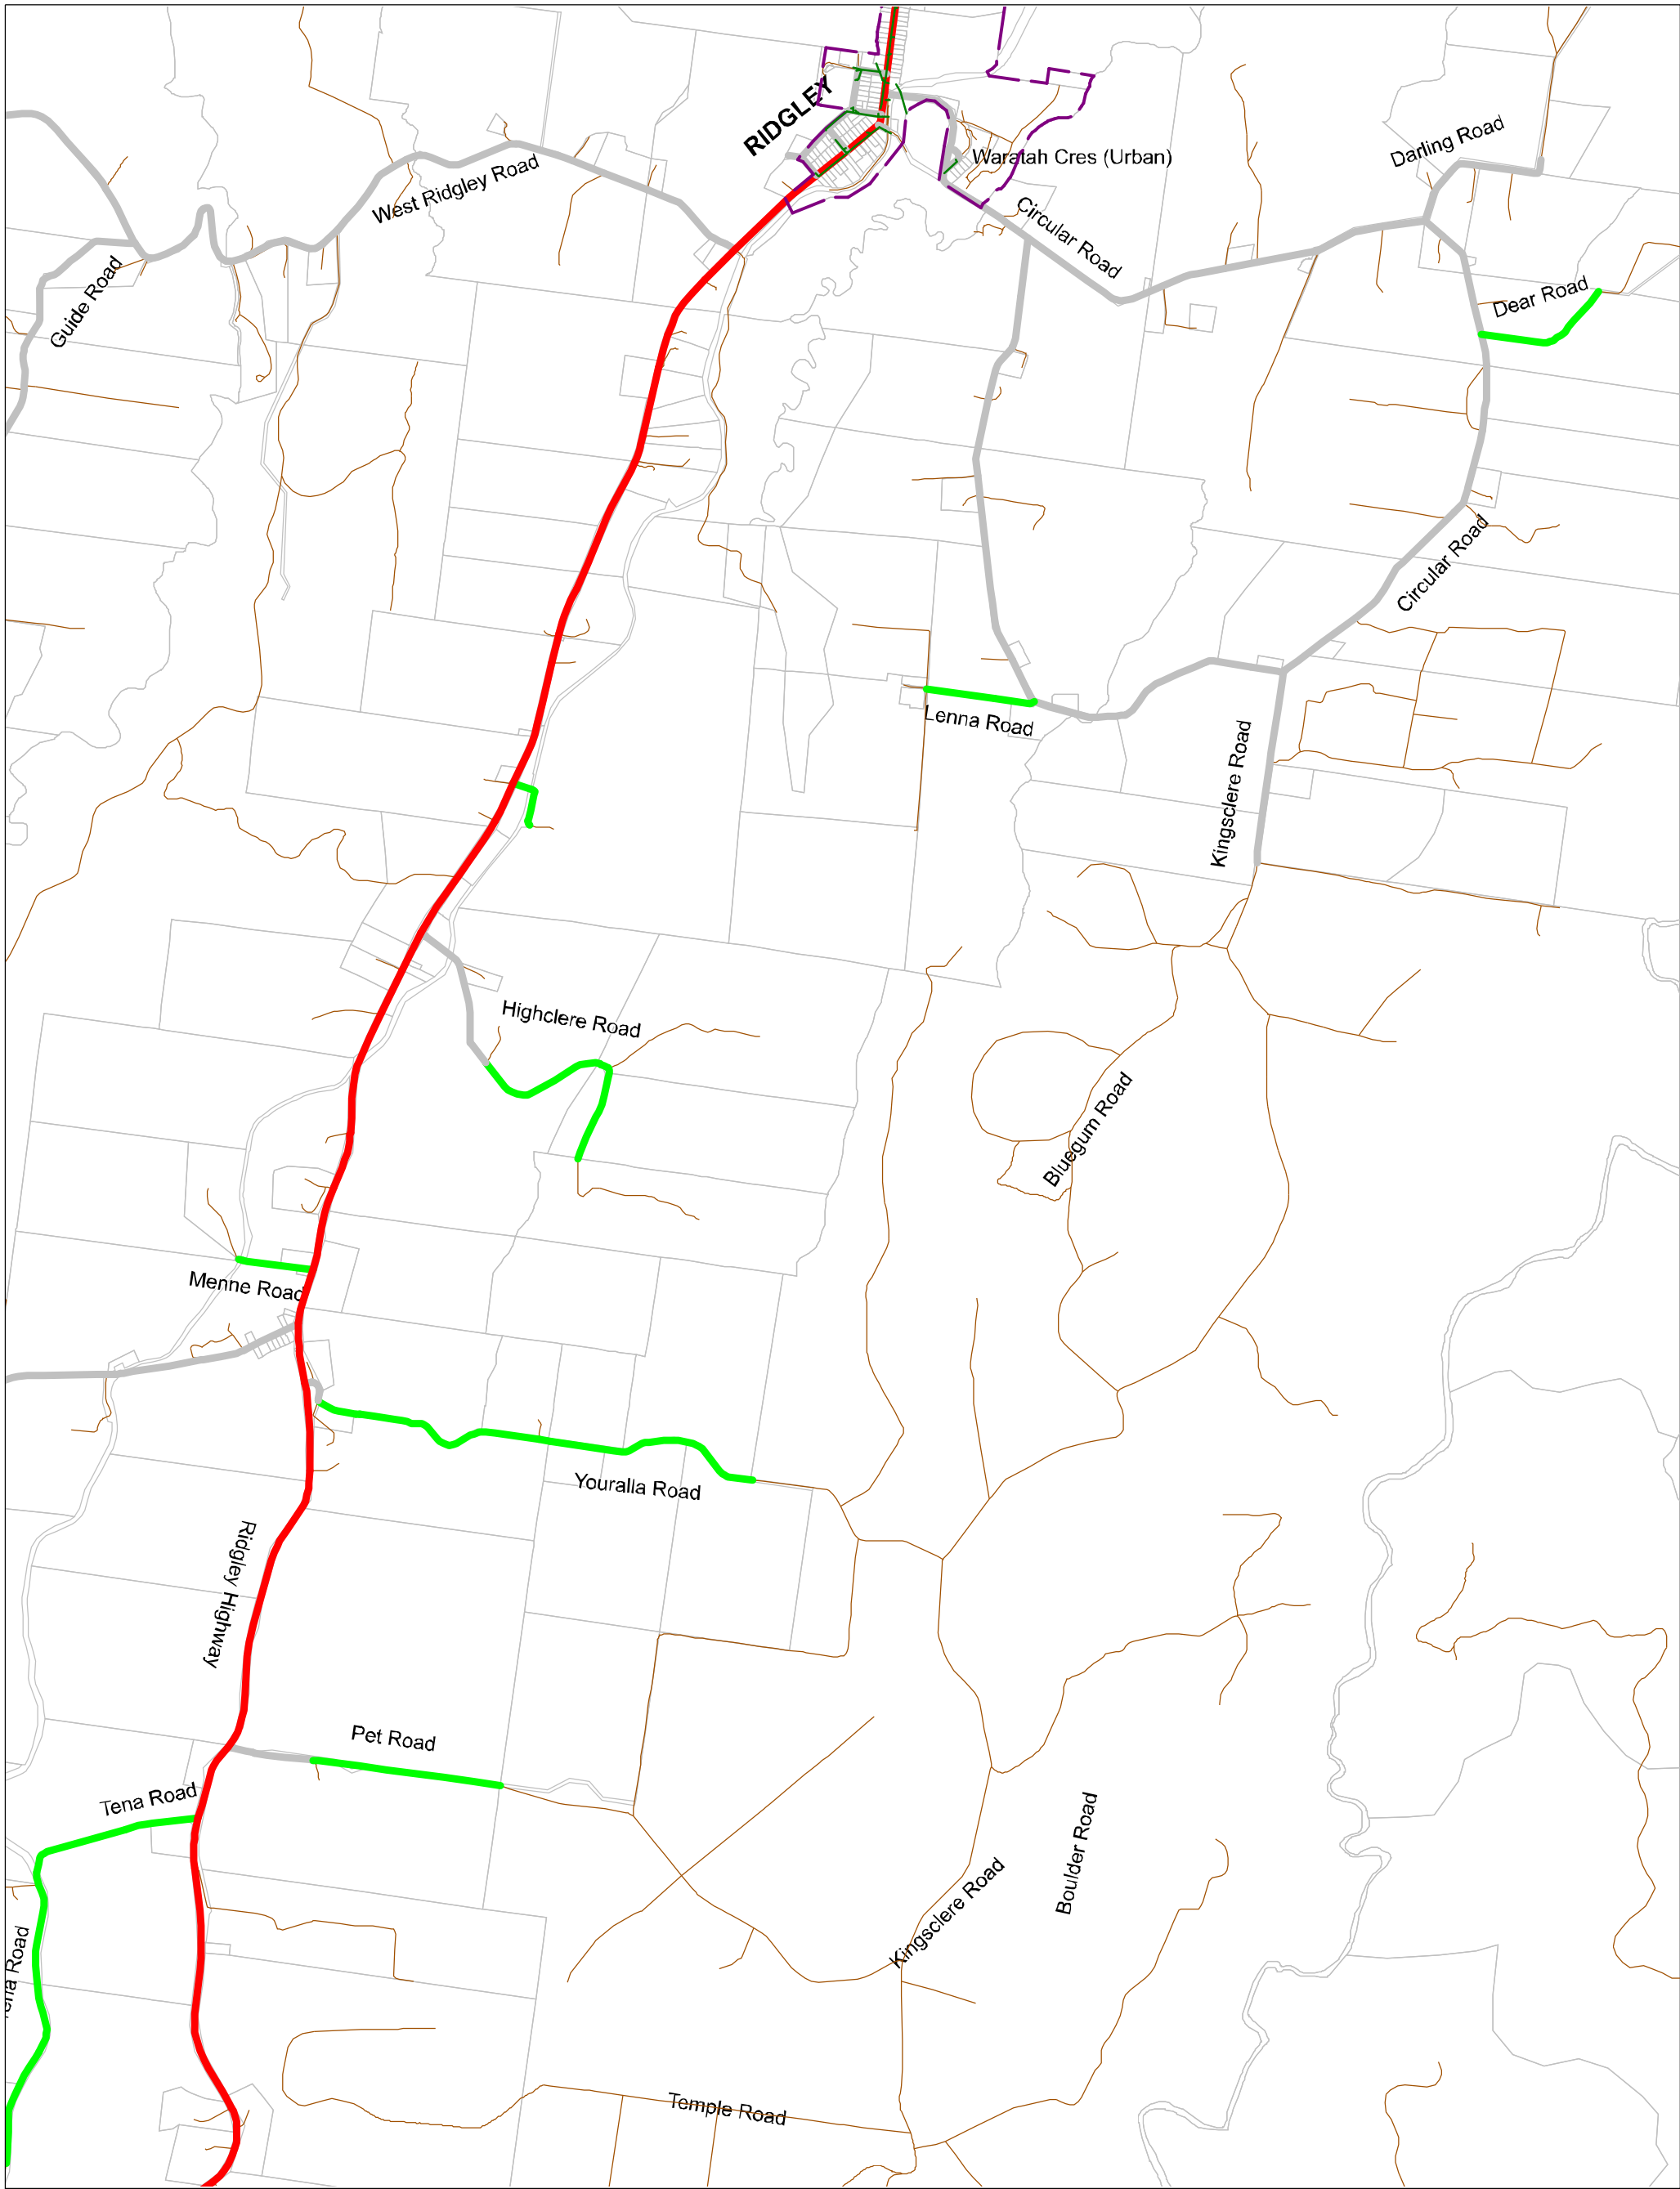 RIDGLEY
Waratah Cres (Urban)
Darling Road
West Ridgley Road
Circular Road
Guide Road
Dear Road
Circular Road
Lenna Road
Kingsclere Road
Highclere Road
Bluegum Road
Menne Road
Youralla Road
Ridgley Highway
Pet Road
Tena Road
Boulder Road
Kingsclere Road
Road
Temple Road